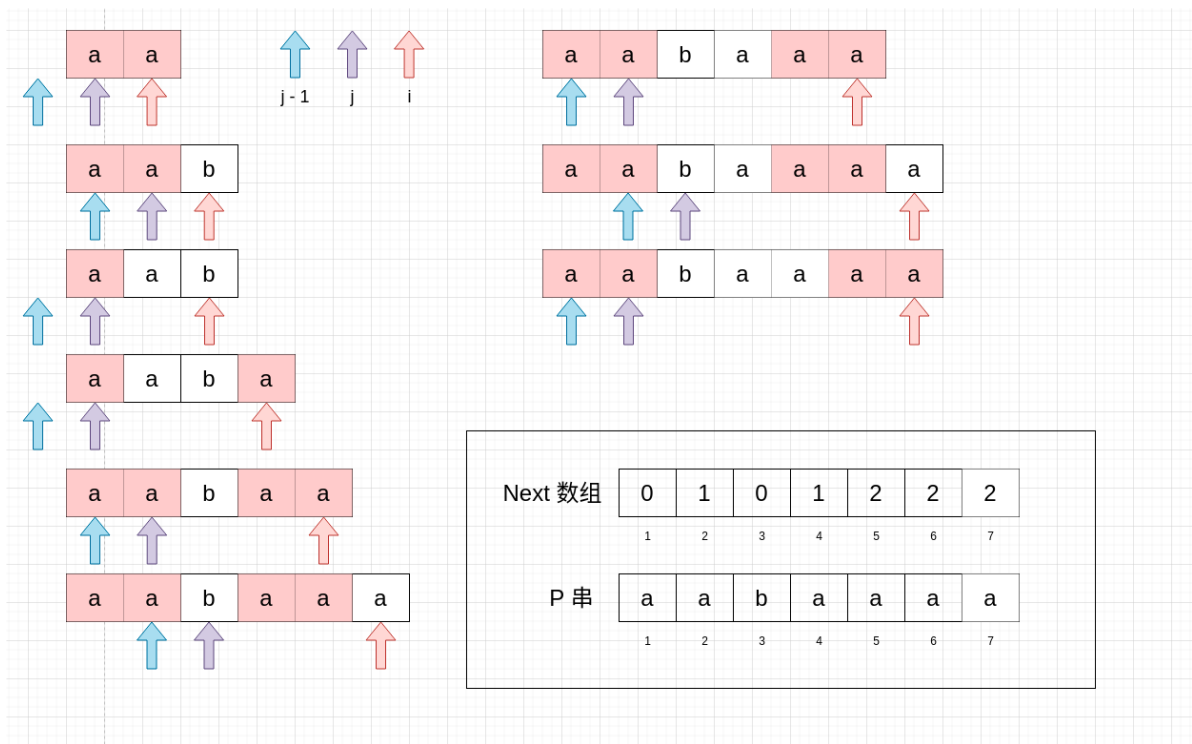 a a
j - 1 j i
a a b
a a b
a a b a
a a b a a
a a b a a a
a a b a a a
a a b a a a a
a a b a a a a
Next 数组 0 1 0 1 2 2 2
1 2 3 4 5 6 7
P 串 a a b a a a a
1 2 3 4 5 6 7